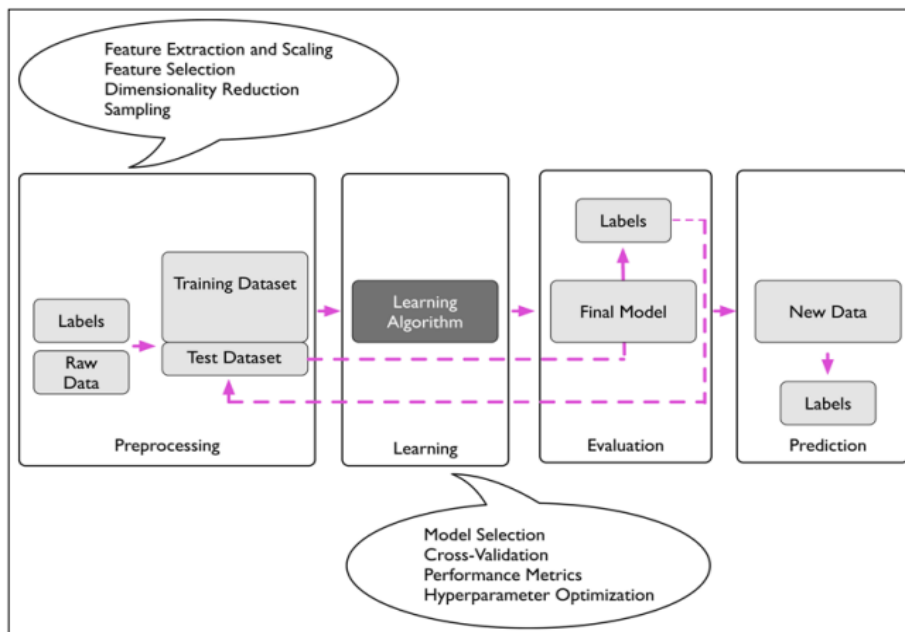 Feature Extraction and Scaling
Feature Selection
Dimensionality Reduction
Sampling
Labels
Raw
Data
Training Dataset
Test Dataset
Preprocessing
Learning
Algorithm
Learning
Labels
Final Model
Evaluation
New Data
Labels
Prediction
Model Selection
Cross-Validation
Performance Metrics
Hyperparameter Optimization